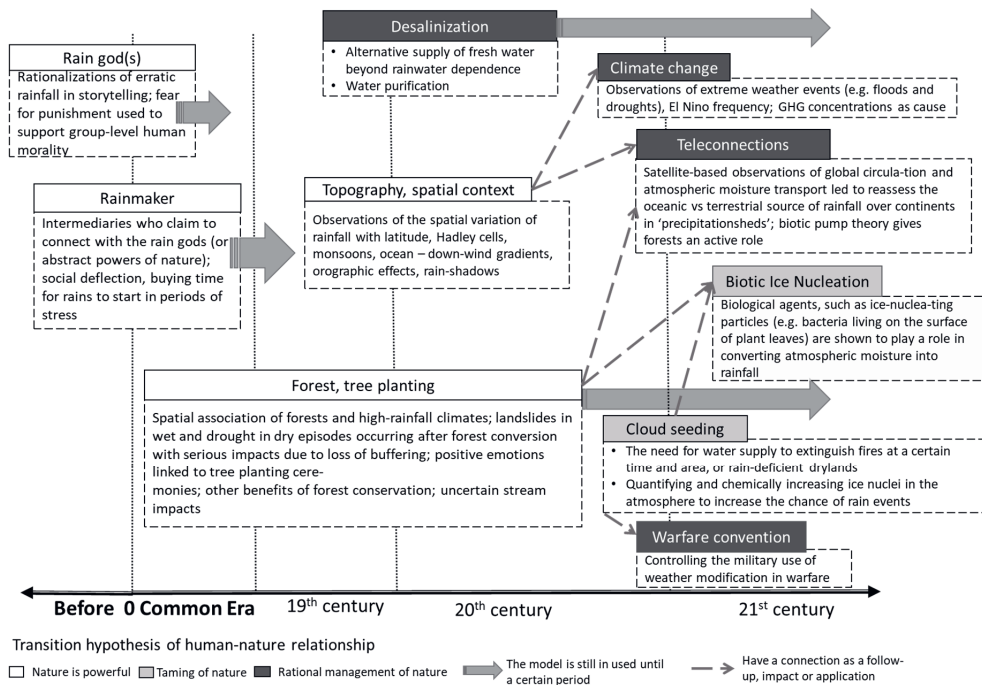 Desalinization
• Alternative supply of fresh water
beyond rainwater dependence
• Water purification
Rain god(s)
Rationalizations of erratic
rainfall in storytelling; fear
for punishment used to
support group-level human
morality
Climate change
Observations of extreme weather events (e.g. floods and
droughts), El Nino frequency; GHG concentrations as cause
Teleconnections
Satellite-based observations of global circula-tion and
atmospheric moisture transport led to reassess the
oceanic vs terrestrial source of rainfall over continents
in ‘precipitationsheds’; biotic pump theory gives
forests an active role
Rainmaker
Intermediaries who claim to
connect with the rain gods (or
abstract powers of nature);
social deflection, buying time
for rains to start in periods of
stress
Topography, spatial context
Observations of the spatial variation of
rainfall with latitude, Hadley cells,
monsoons, ocean – down-wind gradients,
orographic effects, rain-shadows
Biotic Ice Nucleation
Biological agents, such as ice-nuclea-ting
particles (e.g. bacteria living on the surface
of plant leaves) are shown to play a role in
converting atmospheric moisture into
rainfall
Forest, tree planting
Spatial association of forests and high-rainfall climates; landslides in
wet and drought in dry episodes occurring after forest conversion
with serious impacts due to loss of buffering; positive emotions
linked to tree planting cere-
monies; other benefits of forest conservation; uncertain stream
impacts
Cloud seeding
• The need for water supply to extinguish fires at a certain
time and area, or rain-deficient drylands
• Quantifying and chemically increasing ice nuclei in the
atmosphere to increase the chance of rain events
Warfare convention
Controlling the military use of
weather modification in warfare
Before 0 Common Era 19th century 20th century 21st century
Transition hypothesis of human-nature relationship
Nature is powerful Taming of nature Rational management of nature
The model is still in used until
a certain period
Have a connection as a follow-
up, impact or application